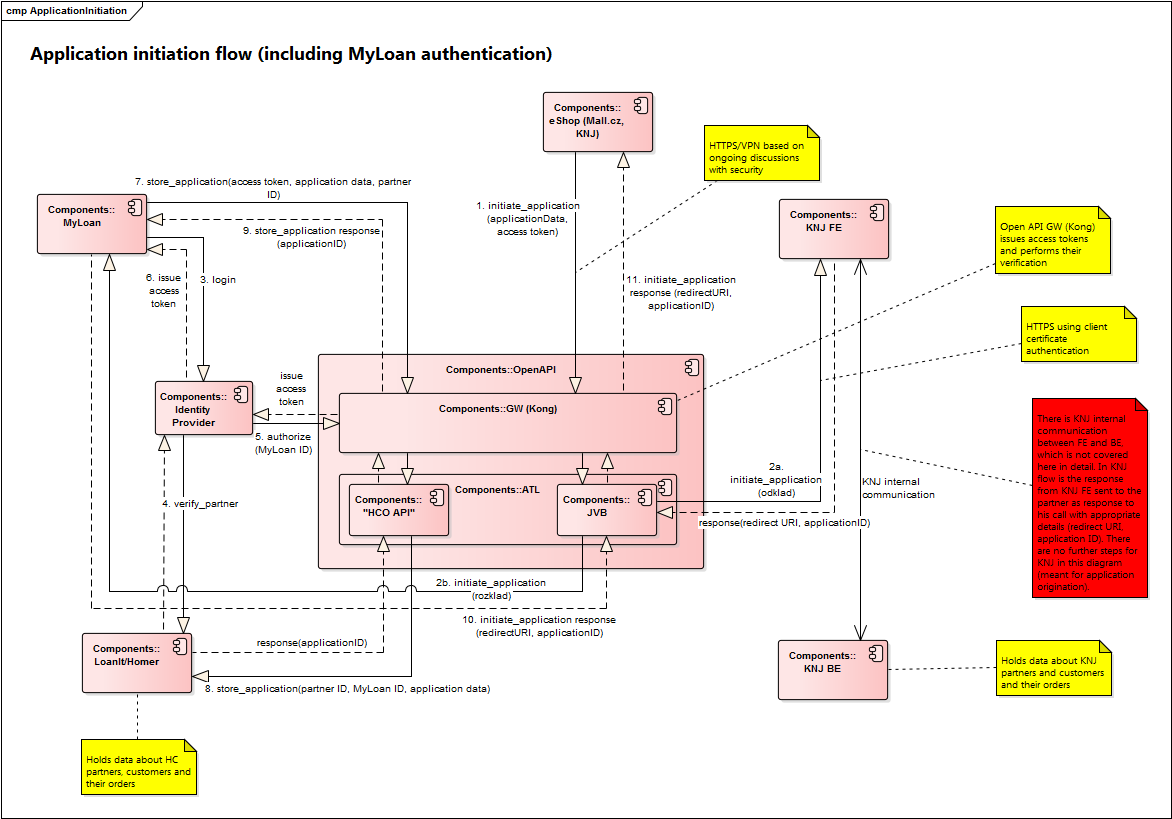 cmp ApplicationInitiation
Application initiation flow (including MyLoan authentication)
Components::
eShop (Mall.cz,
KNJ)
HTTPS/VPN based on
ongoing discussions
with security
7. store_application(access token, application data, partner
ID)
Components::
MyLoan
9. store_application response
(applicationID)
1. initiate_application
(applicationData,
access token)
Components::
KNJ FE
Open API GW (Kong)
issues access tokens
and performs their
verification
6. issue
access
token
3. login
11. initiate_application
response (redirectURI,
applicationID)
HTTPS using client
certificate
authentication
Components::OpenAPI
issue
access
token
Components::
Identity
Provider
Components::GW (Kong)
5. authorize
(MyLoan ID)
There is KNJ internal
communication
between FE and BE,
which is not covered
here in detail. In KNJ
flow is the response
from KNJ FE sent to the
partner as response to
his call with appropriate
details (redirect URI,
application ID). There
are no further steps for
KNJ in this diagram
(meant for application
origination).
2a.
initiate_application
(odklad)
KNJ internal
communication
Components::ATL
Components::
"HCO API"
Components::
JVB
4. verify_partner
response(redirect URI, applicationID)
2b. initiate_application
(rozklad)
10. initiate_application response
(redirectURI, applicationID)
Components::
LoanIt/Homer
response(applicationID)
8. store_application(partner ID, MyLoan ID, application data)
Components::
KNJ BE
Holds data about KNJ
partners and customers
and their orders
Holds data about HC
partners, customers and
their orders